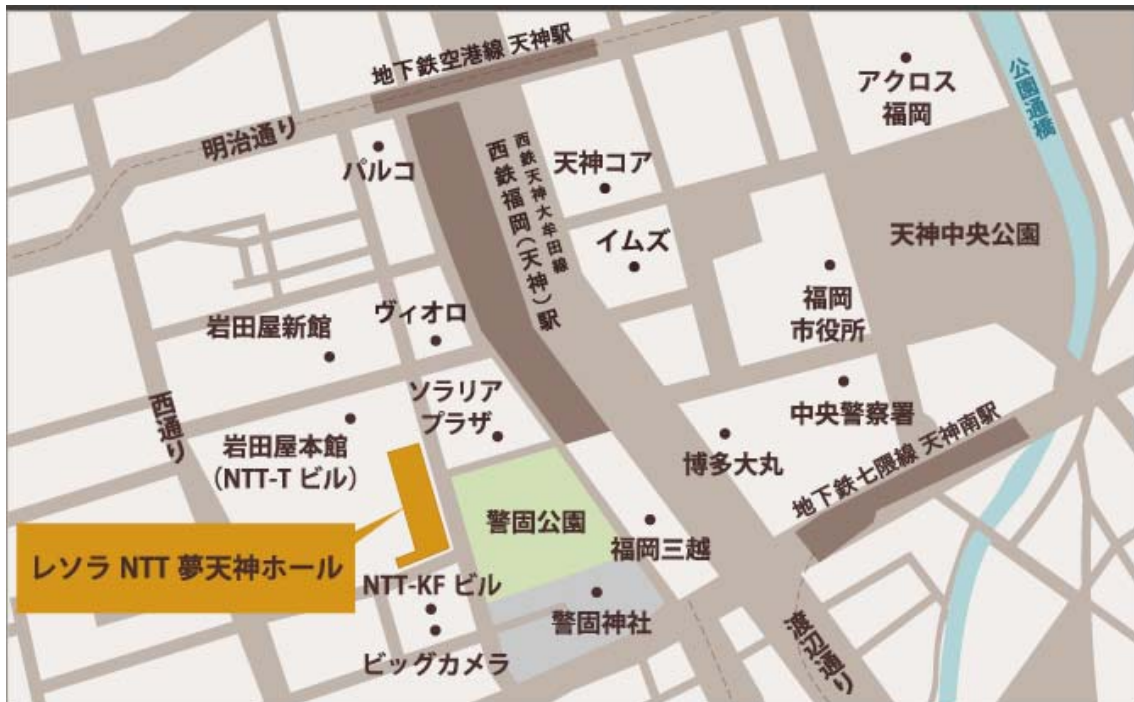 地下鉄空港線 天神駅
アクロス
福岡
公園通橋
明治通り
パルコ
西鉄天神大牟田線
西鉄福岡(天神)駅
天神コア
イムズ
天神中央公園
福岡
市役所
ヴィオロ
岩田屋新館
西通り
ソラリア
プラザ
中央警察署
岩田屋本館
(NTT-T ビル)
博多大丸
地下鉄七隈線 天神南駅
警固公園
福岡三越
レソラ NTT 夢天神ホール
NTT-KF ビル
警固神社
渡辺通り
ビッグカメラ